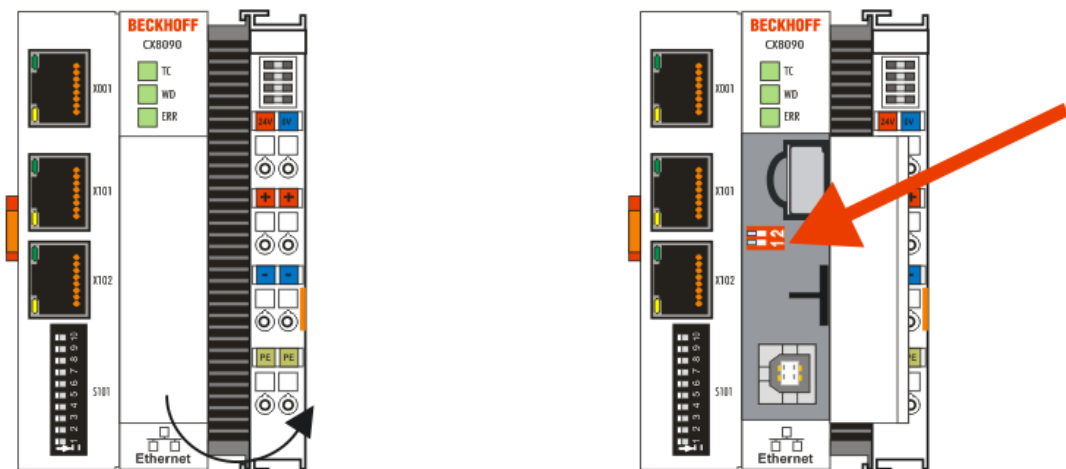 BECKHOFF
CX8090
X001
TC
WD
ERR
24V 0V
X101
+ +
X102
- -
PE PE
S101
1 2 3 4 5 6 7 8 9 10
Ethernet
BECKHOFF
CX8090
X001
TC
WD
ERR
24V 0V
X101
+
1 2
X102
-
PE
S101
1 2 3 4 5 6 7 8 9 10
Ethernet